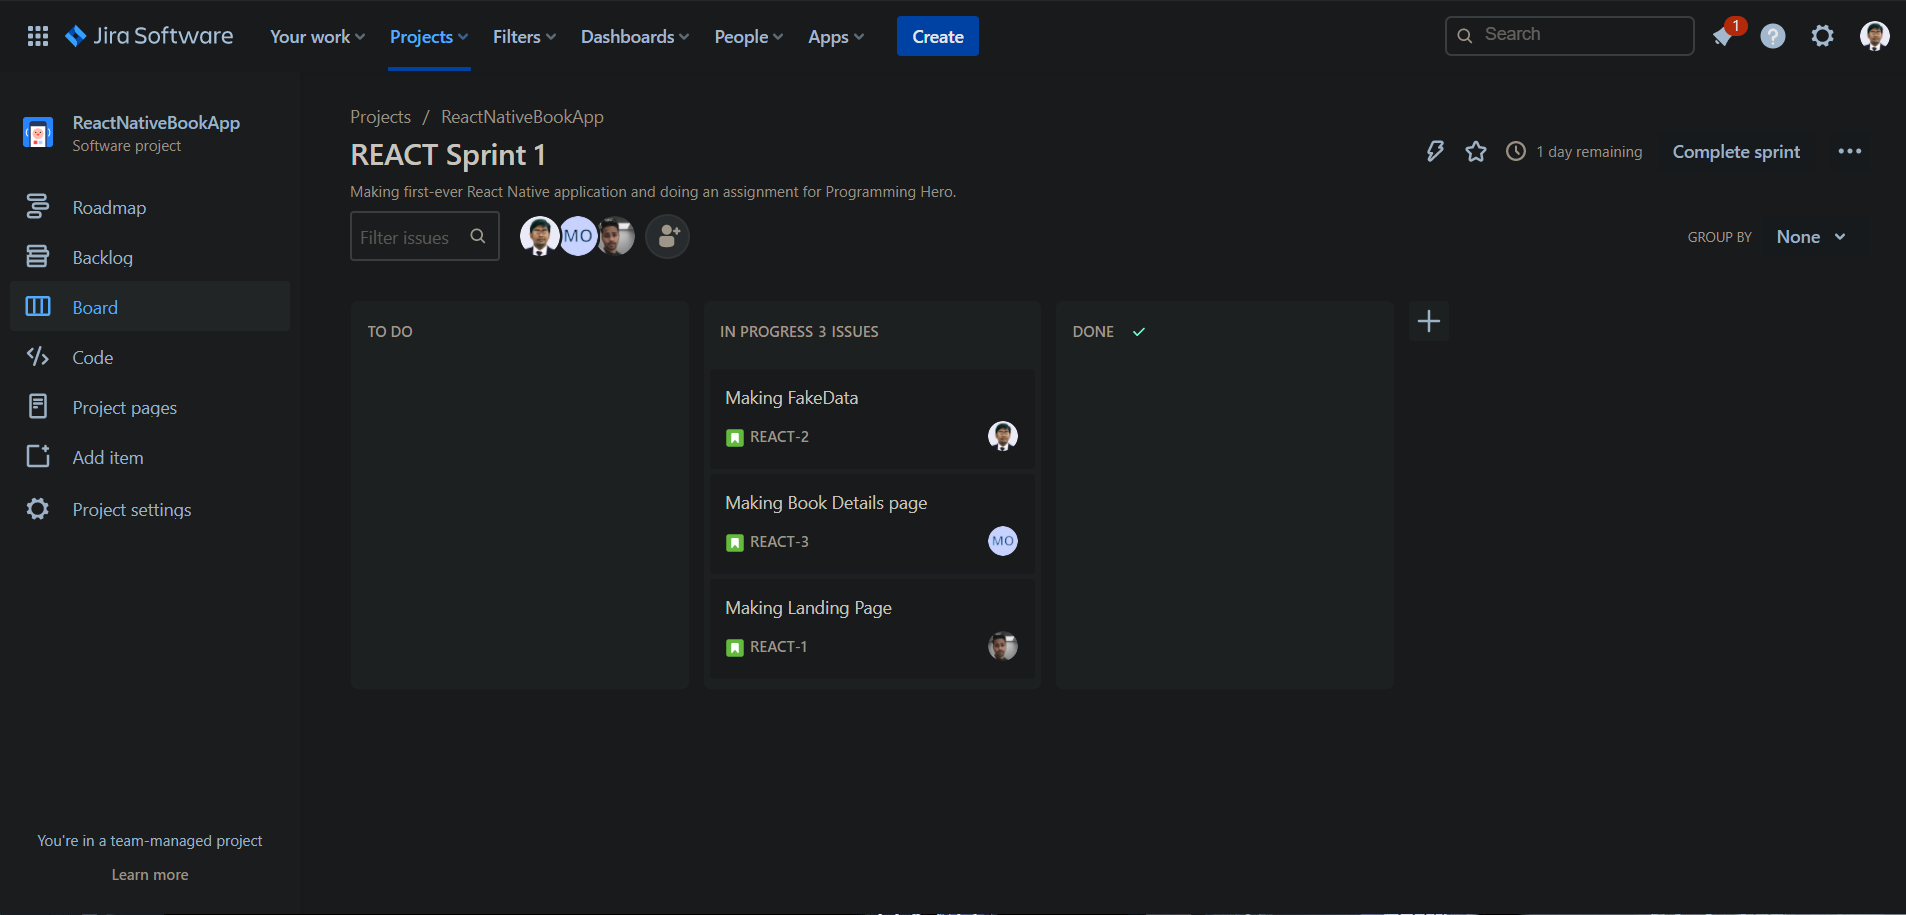 Jira Software
Your work
Projects
Filters
Dashboards
People
Apps
Create
Search
1
ReactNativeBookApp
Software project
Roadmap
Backlog
Board
Code
Project pages
Add item
Project settings
You're in a team-managed project
Learn more
Projects / ReactNativeBookApp
REACT Sprint 1
1 day remaining
Complete sprint
Making first-ever React Native application and doing an assignment for Programming Hero.
Filter issues
MO
GROUP BY
None
TO DO
IN PROGRESS 3 ISSUES
Making FakeData
REACT-2
Making Book Details page
REACT-3
MO
Making Landing Page
REACT-1
DONE